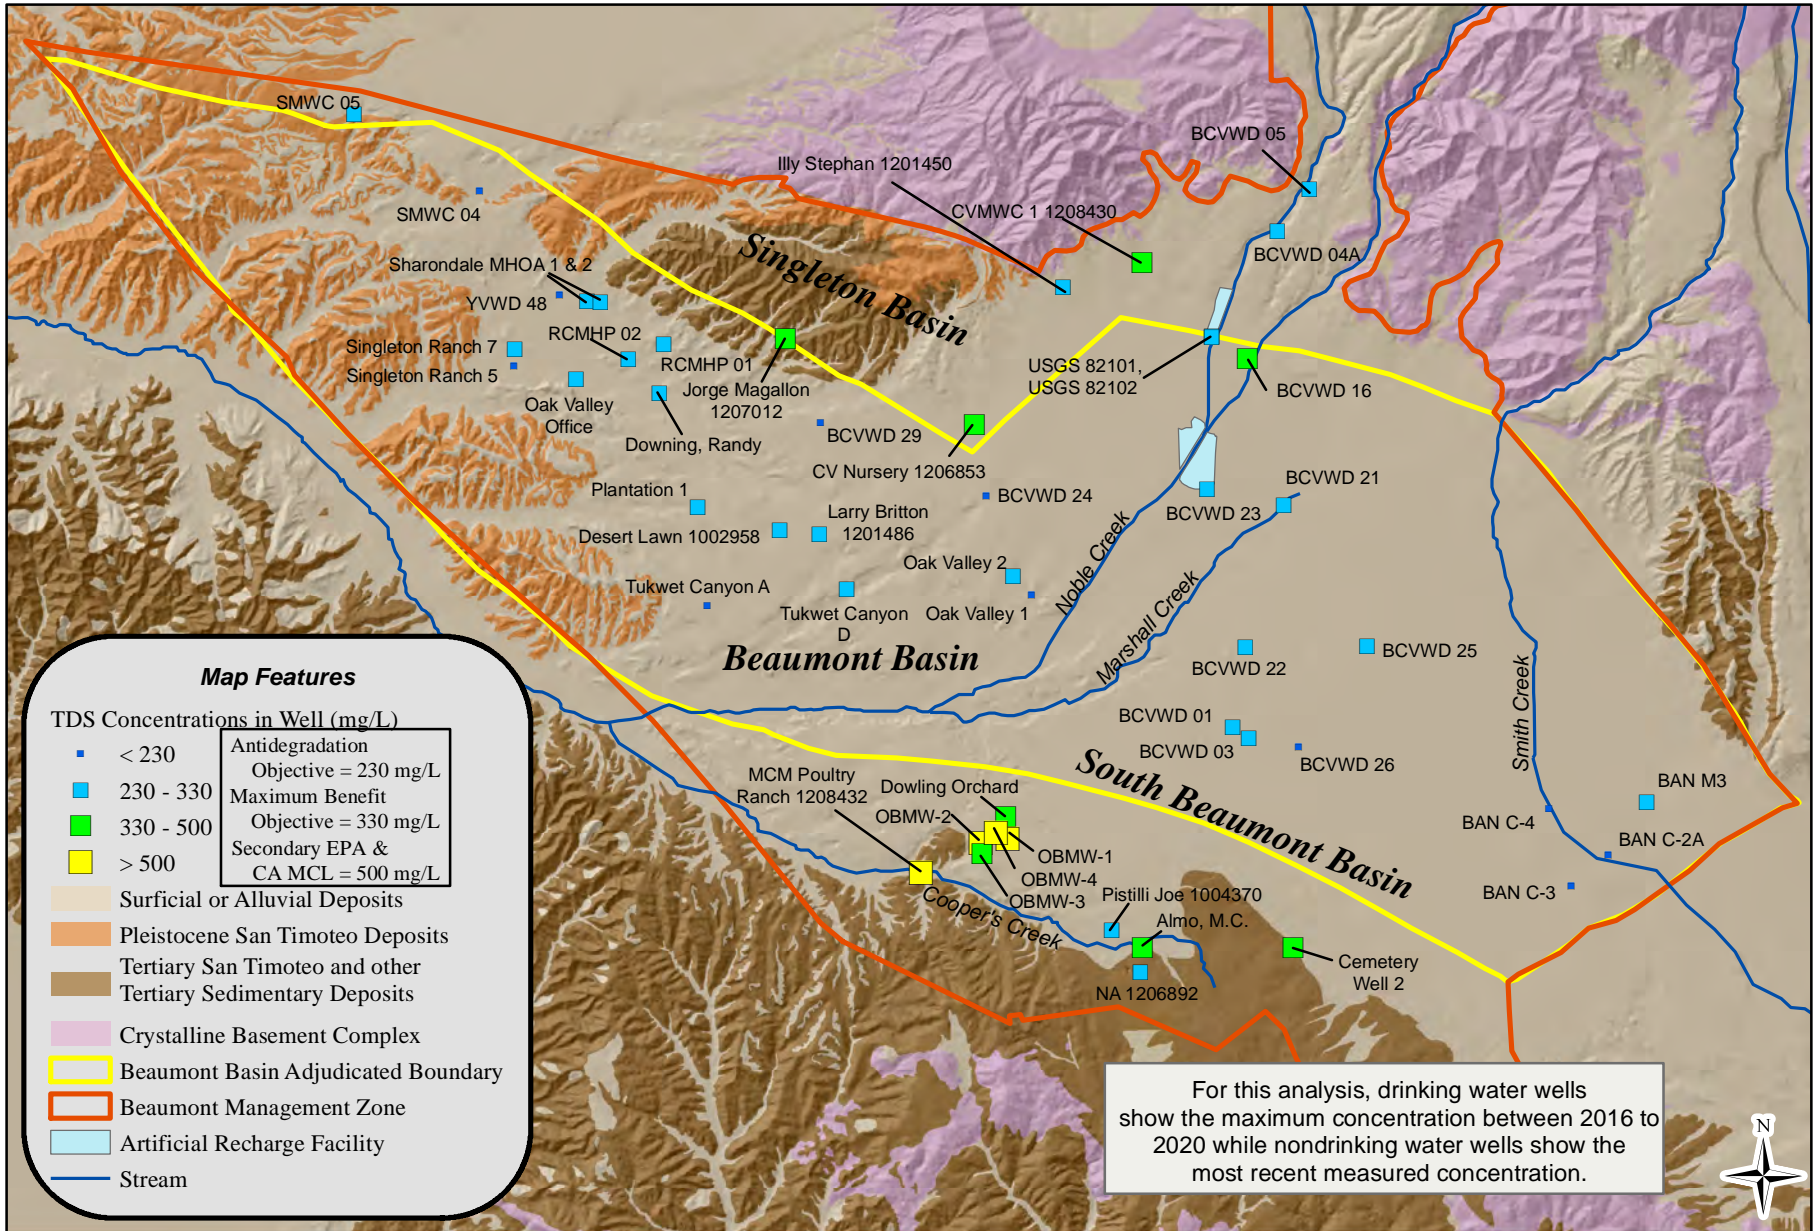 SMWC 05
BCVWD 05
Illy Stephan 1201450
SMWC 04
CVMWC 1 1208430
BCVWD 04A
Singleton Basin
Sharondale MHOA 1 & 2
YVWD 48
RCMHP 02
Singleton Ranch 7
RCMHP 01
USGS 82101,
USGS 82102
Singleton Ranch 5
Jorge Magallon
1207012
BCVWD 16
Oak Valley
Office
BCVWD 29
Downing, Randy
CV Nursery 1206853
BCVWD 21
Plantation 1
BCVWD 24
Larry Britton
1201486
BCVWD 23
Desert Lawn 1002958
Noble Creek
Oak Valley 2
Tukwet Canyon A
Tukwet Canyon
D
Oak Valley 1
Marshall Creek
Beaumont Basin
BCVWD 22
BCVWD 25
Smith Creek
BCVWD 01
BCVWD 03
BCVWD 26
South Beaumont Basin
MCM Poultry
Ranch 1208432
Dowling Orchard
BAN M3
OBMW-2
BAN C-4
BAN C-2A
OBMW-1
OBMW-4
OBMW-3
BAN C-3
Cooper's Creek
Pistilli Joe 1004370
Almo, M.C.
Cemetery
Well 2
NA 1206892
Map Features
TDS Concentrations in Well (mg/L)
< 230
230 - 330
330 - 500
> 500
Antidegradation
Objective = 230 mg/L
Maximum Benefit
Objective = 330 mg/L
Secondary EPA &
CA MCL = 500 mg/L
Surficial or Alluvial Deposits
Pleistocene San Timoteo Deposits
Tertiary San Timoteo and other
Tertiary Sedimentary Deposits
Crystalline Basement Complex
Beaumont Basin Adjudicated Boundary
Beaumont Management Zone
Artificial Recharge Facility
Stream
For this analysis, drinking water wells
show the maximum concentration between 2016 to
2020 while nondrinking water wells show the
most recent measured concentration.
N